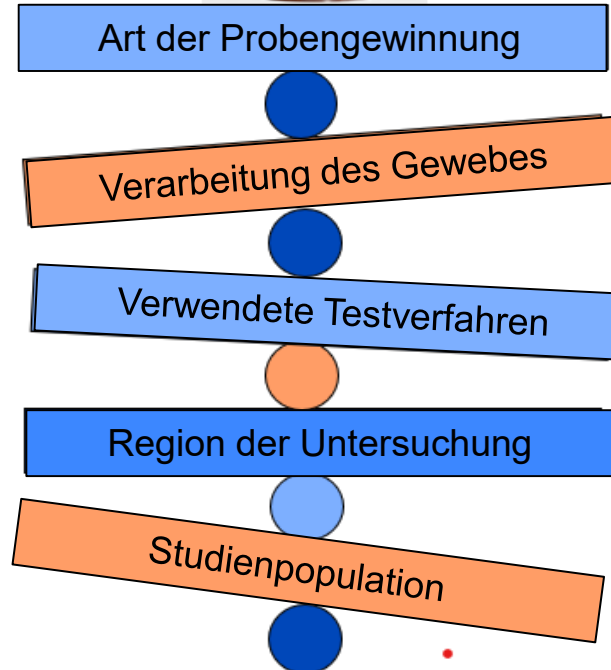 Art der Probengewinnung
Verarbeitung des Gewebes
Verwendete Testverfahren
Region der Untersuchung
Studienpopulation